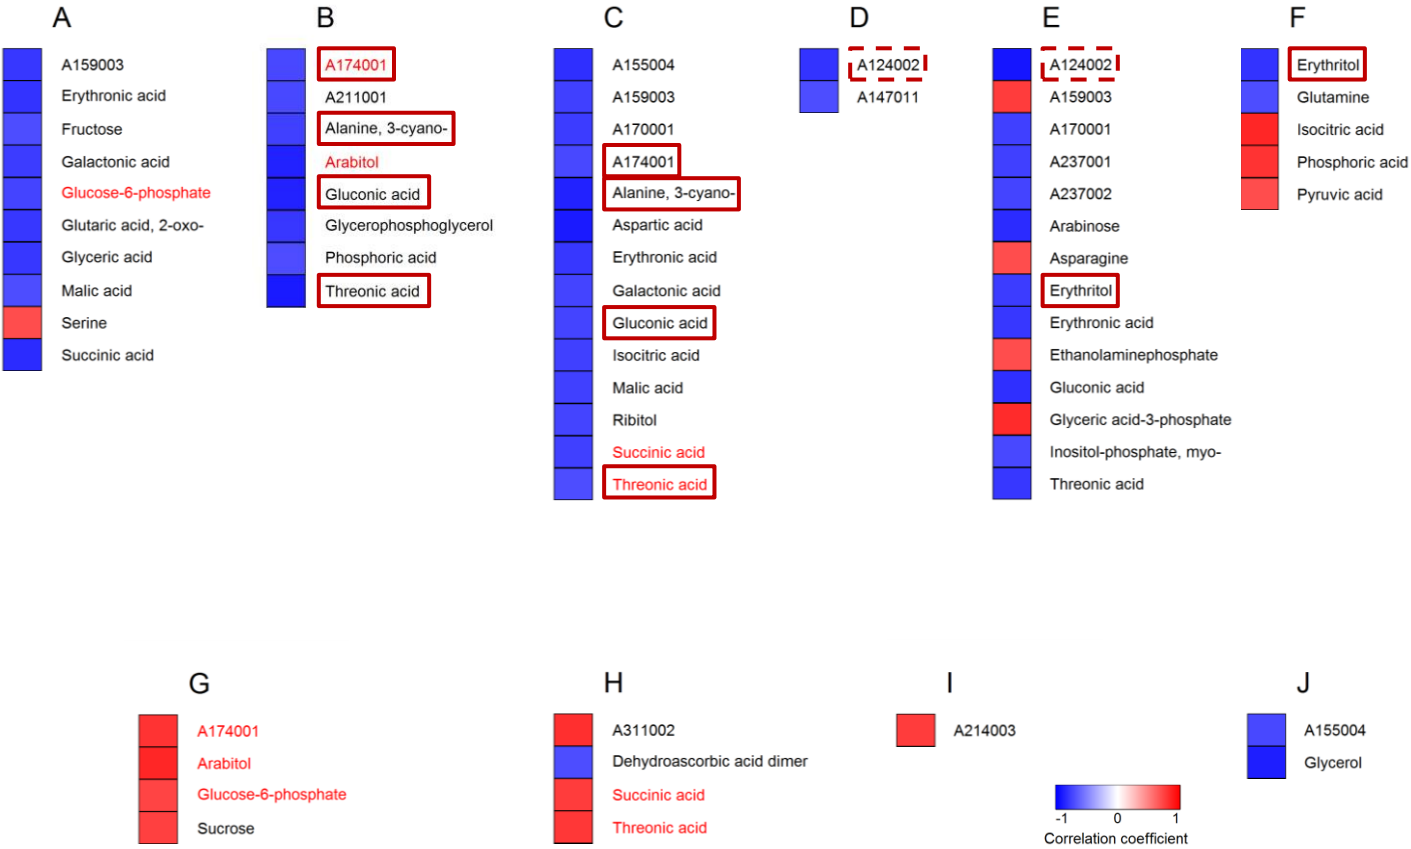 A
A159003
Erythronic acid
Fructose
Galactonic acid
Glucose-6-phosphate
Glutaric acid, 2-oxo-
Glyceric acid
Malic acid
Serine
Succinic acid
B
A174001
A211001
Alanine, 3-cyano-
Arabitol
Gluconic acid
Glycerophosphoglycerol
Phosphoric acid
Threonic acid
C
A155004
A159003
A170001
A174001
Alanine, 3-cyano-
Aspartic acid
Erythronic acid
Galactonic acid
Gluconic acid
Isocitric acid
Malic acid
Ribitol
Succinic acid
Threonic acid
D
A124002
A147011
E
A124002
A159003
A170001
A237001
A237002
Arabinose
Asparagine
Erythritol
Erythronic acid
Ethanolaminephosphate
Gluconic acid
Glyceric acid-3-phosphate
Inositol-phosphate, myo-
Threonic acid
F
Erythritol
Glutamine
Isocitric acid
Phosphoric acid
Pyruvic acid
G
A174001
Arabitol
Glucose-6-phosphate
Sucrose
H
A311002
Dehydroascorbic acid dimer
Succinic acid
Threonic acid
I
A214003
J
A155004
Glycerol
-1 0 1
Correlation coefficient